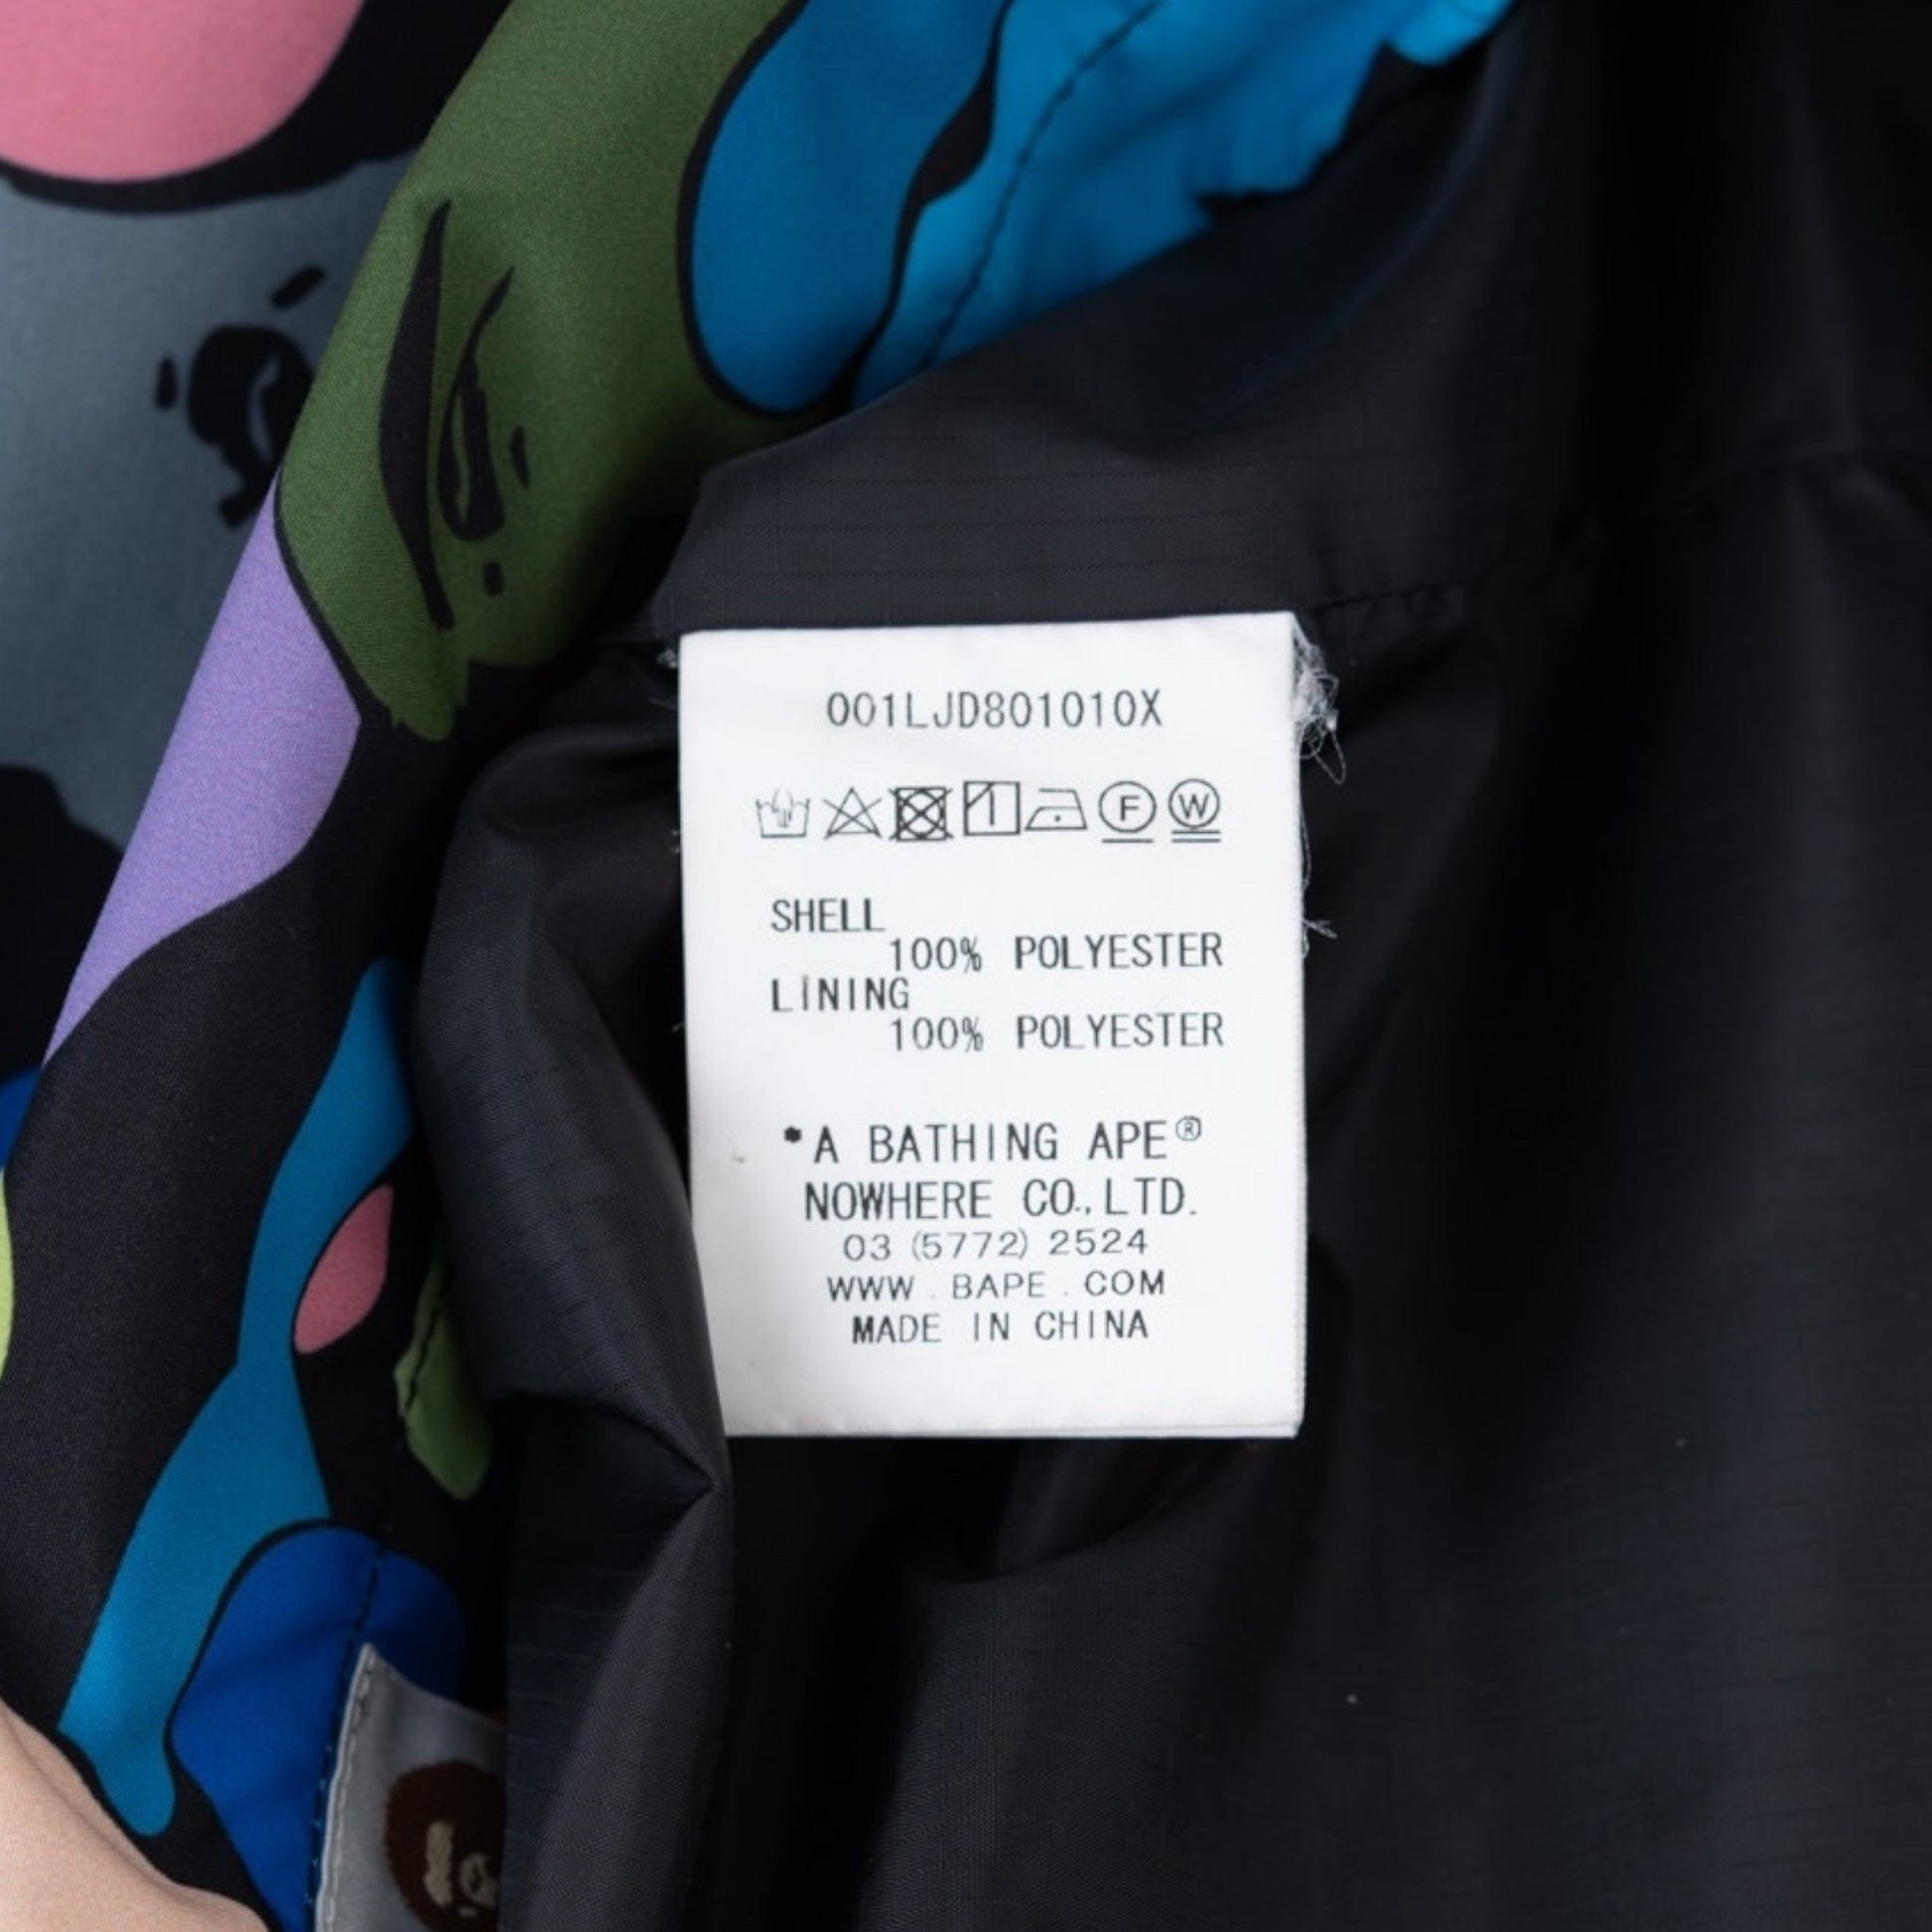 001LJD801010X
F W
SHELL
100% POLYESTER
LINING
100% POLYESTER
*A BATHING APE®
NOWHERE CO.,LTD.
03 (5772) 2524
WWW.BAPE.COM
MADE IN CHINA